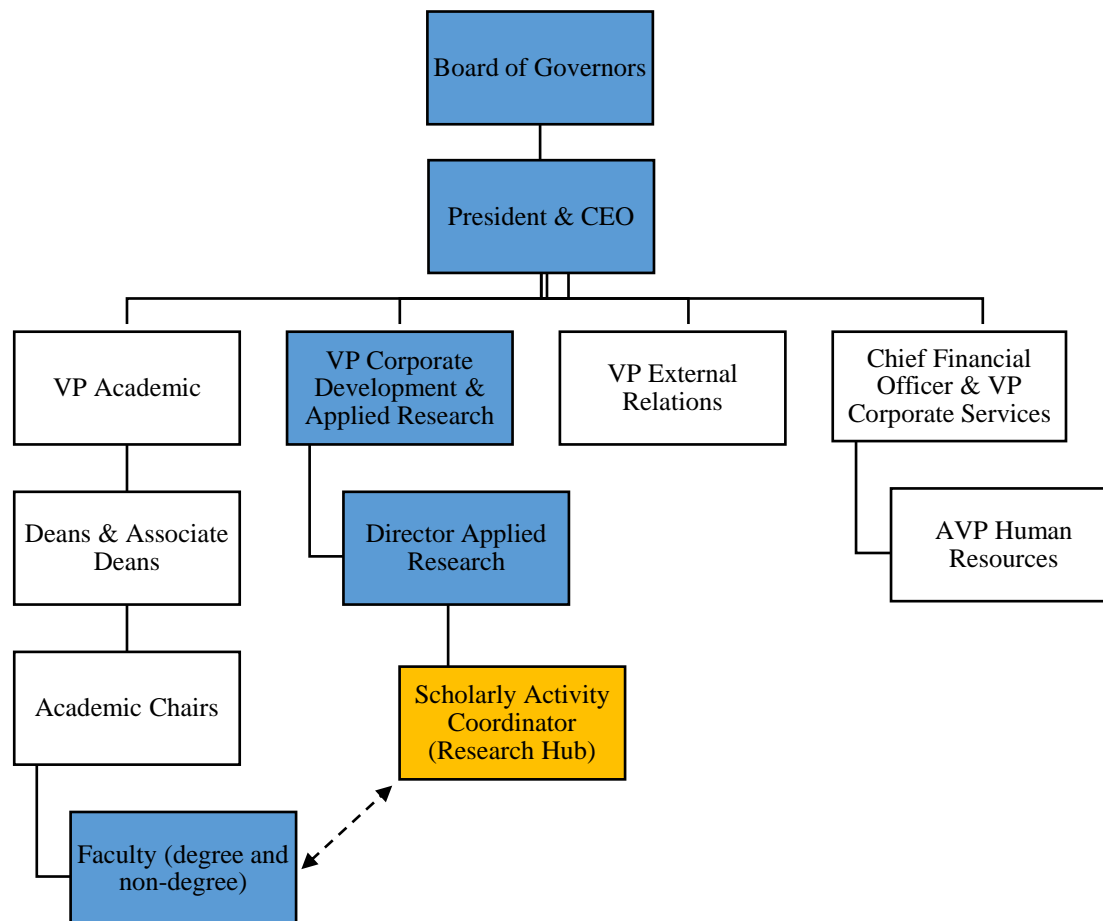 Board of Governors
President & CEO
VP Academic
VP Corporate
Development &
Applied Research
VP External
Relations
Chief Financial
Officer & VP
Corporate Services
Deans & Associate
Deans
Director Applied
Research
AVP Human
Resources
Academic Chairs
Scholarly Activity
Coordinator
(Research Hub)
Faculty (degree and
non-degree)